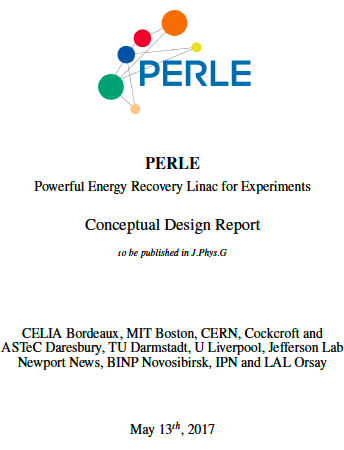 PERLE
PERLE
Powerful Energy Recovery Linac for Experiments
Conceptual Design Report
to be published in J.Phys.G
CELIA Bordeaux, MIT Boston, CERN, Cockcroft and
ASTeC Daresbury, TU Darmstadt, U Liverpool, Jefferson Lab
Newport News, BINP Novosibirsk, IPN and LAL Orsay
May 13th, 2017